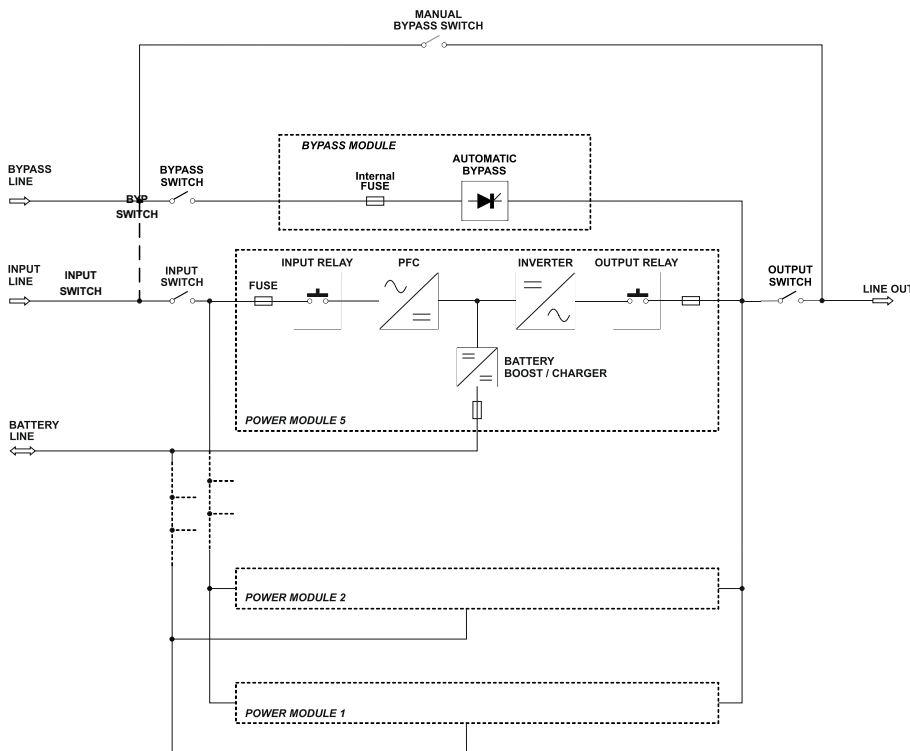 MANUAL
BYPASS SWITCH
BYPASS MODULE
AUTOMATIC
BYPASS
BYPASS
LINE
BYPASS
SWITCH
Internal
FUSE
BYP
SWITCH
INPUT
LINE
INPUT
SWITCH
INPUT
SWITCH
FUSE
INPUT RELAY
PFC
INVERTER
OUTPUT RELAY
OUTPUT
SWITCH
LINE OUT
BATTERY
BOOST / CHARGER
POWER MODULE 5
BATTERY
LINE
POWER MODULE 2
POWER MODULE 1